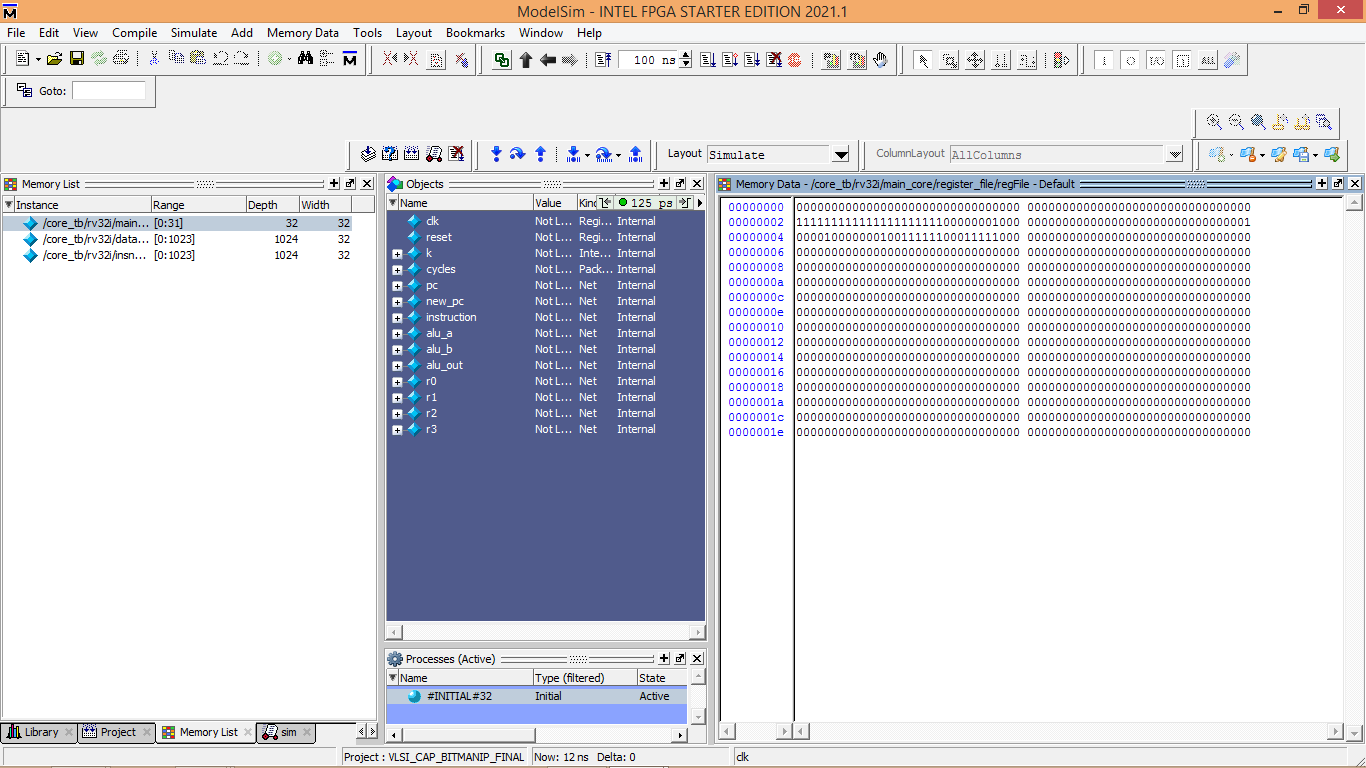 ModelSim - INTEL FPGA STARTER EDITION 2021.1
File Edit View Compile Simulate Add Memory Data Tools Layout Bookmarks Window Help
100 ns
Goto:
Layout Simulate ColumnLayout AllColumns
Memory List
Instance Range Depth Width
/core_tb/rv32i/main... [0:31] 32 32
/core_tb/rv32i/data... [0:1023] 1024 32
/core_tb/rv32i/insn... [0:1023] 1024 32
Objects
Name Value Kind 125 ps
clk Not L... Regi... Internal
reset Not L... Regi... Internal
k Not L... Inte... Internal
cycles Not L... Pack... Internal
pc Not L... Net Internal
new_pc Not L... Net Internal
instruction Not L... Net Internal
alu_a Not L... Net Internal
alu_b Not L... Net Internal
alu_out Not L... Net Internal
r0 Not L... Net Internal
r1 Not L... Net Internal
r2 Not L... Net Internal
r3 Not L... Net Internal
Processes (Active)
Name Type (filtered) State
#INITIAL#32 Initial Active
Memory Data - /core_tb/rv32i/main_core/register_file/regFile - Default
00000000 00000000000000000000000000000000 00000000000000000000000000000000
00000002 11111111111111111111100000001000 00000000000000000000000000000001
00000004 00001000000010011111100011111000 00000000000000000000000000000000
00000006 00000000000000000000000000000000 00000000000000000000000000000000
00000008 00000000000000000000000000000000 00000000000000000000000000000000
0000000a 00000000000000000000000000000000 00000000000000000000000000000000
0000000c 00000000000000000000000000000000 00000000000000000000000000000000
0000000e 00000000000000000000000000000000 00000000000000000000000000000000
00000010 00000000000000000000000000000000 00000000000000000000000000000000
00000012 00000000000000000000000000000000 00000000000000000000000000000000
00000014 00000000000000000000000000000000 00000000000000000000000000000000
00000016 00000000000000000000000000000000 00000000000000000000000000000000
00000018 00000000000000000000000000000000 00000000000000000000000000000000
0000001a 00000000000000000000000000000000 00000000000000000000000000000000
0000001c 00000000000000000000000000000000 00000000000000000000000000000000
0000001e 00000000000000000000000000000000 00000000000000000000000000000000
Library Project Memory List sim
Project : VLSI_CAP_BITMANIP_FINAL Now: 12 ns Delta: 0 clk